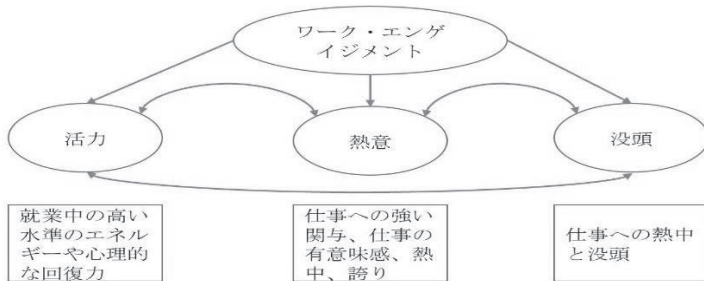 ワーク・エンゲ
イジメント
活力
熱意
没頭
就業中の高い
水準のエネル
ギーや心理的
な回復力
仕事への強い
関与、仕事の
有意味感、熱
中、誇り
仕事への熱中
と没頭